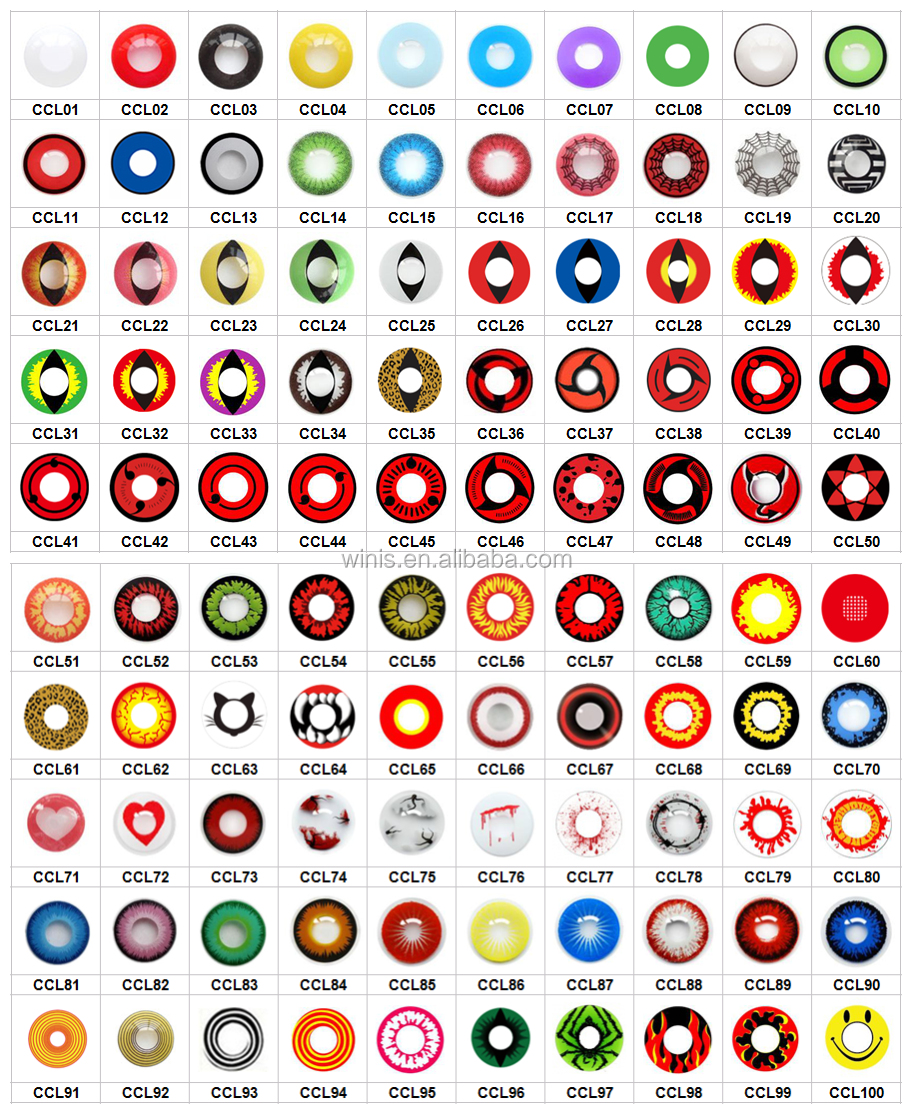 CCL01 CCL02 CCL03 CCL04 CCL05 CCL06 CCL07 CCL08 CCL09 CCL10
CCL11 CCL12 CCL13 CCL14 CCL15 CCL16 CCL17 CCL18 CCL19 CCL20
CCL21 CCL22 CCL23 CCL24 CCL25 CCL26 CCL27 CCL28 CCL29 CCL30
CCL31 CCL32 CCL33 CCL34 CCL35 CCL36 CCL37 CCL38 CCL39 CCL40
CCL41 CCL42 CCL43 CCL44 CCL45 CCL46 CCL47 CCL48 CCL49 CCL50
winis.en.alibaba.com
CCL51 CCL52 CCL53 CCL54 CCL55 CCL56 CCL57 CCL58 CCL59 CCL60
CCL61 CCL62 CCL63 CCL64 CCL65 CCL66 CCL67 CCL68 CCL69 CCL70
CCL71 CCL72 CCL73 CCL74 CCL75 CCL76 CCL77 CCL78 CCL79 CCL80
CCL81 CCL82 CCL83 CCL84 CCL85 CCL86 CCL87 CCL88 CCL89 CCL90
CCL91 CCL92 CCL93 CCL94 CCL95 CCL96 CCL97 CCL98 CCL99 CCL100